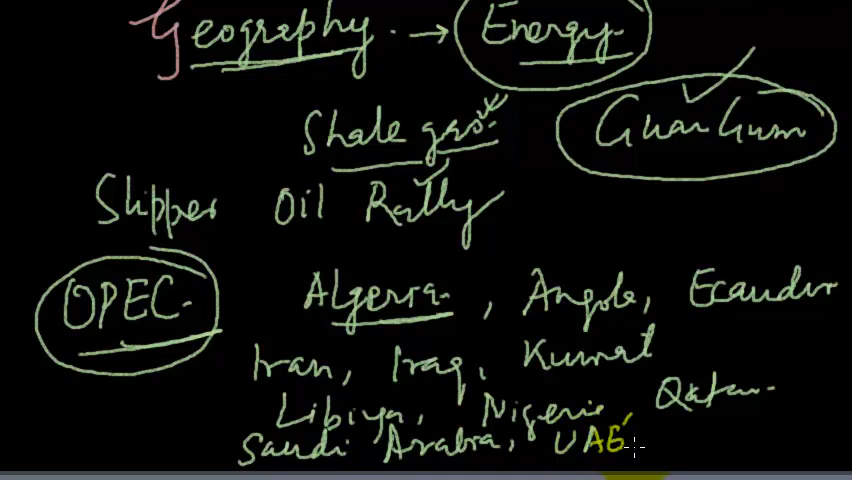 Geography. → Energy.
Shale gas. Guar Gum
Slipper Oil Rally
OPEC. Algeria. , Angola, Ecaudor
Iran, Iraq, Kuwait
Libiya, Nigeria, Qatar.
Saudi Arabia, UAE